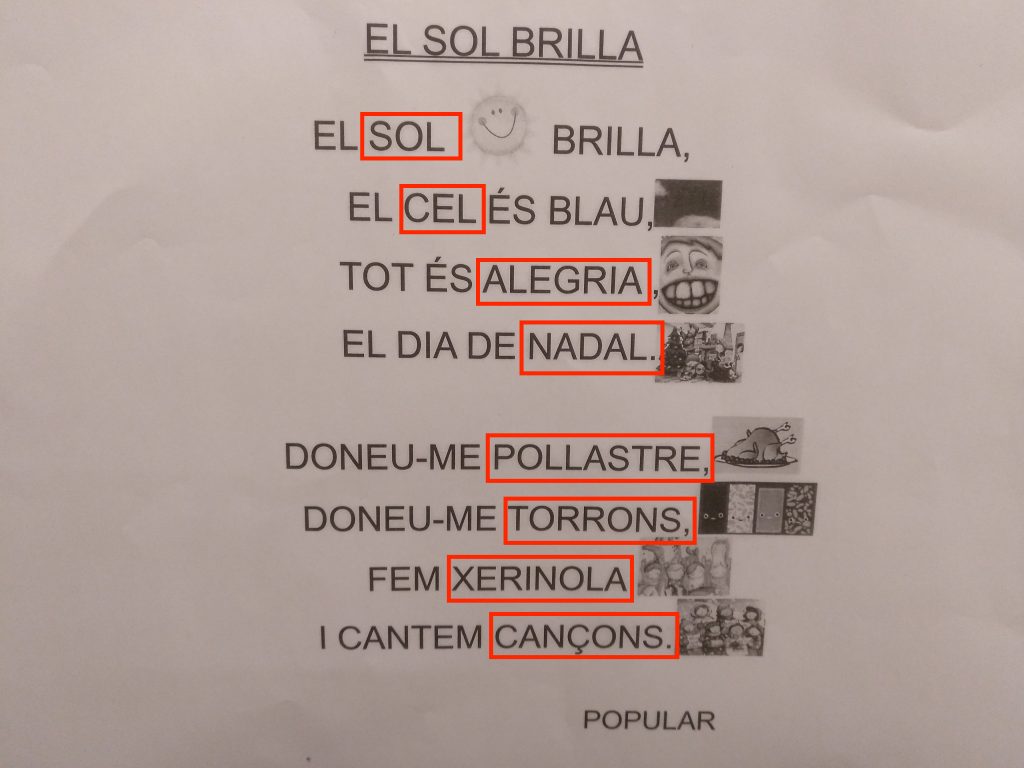 EL SOL BRILLA
EL SOL BRILLA,
EL CEL ÉS BLAU,
TOT ÉS ALEGRIA,
EL DIA DE NADAL.
DONEU-ME POLLASTRE,
DONEU-ME TORRONS,
FEM XERINOLA
I CANTEM CANÇONS.
POPULAR